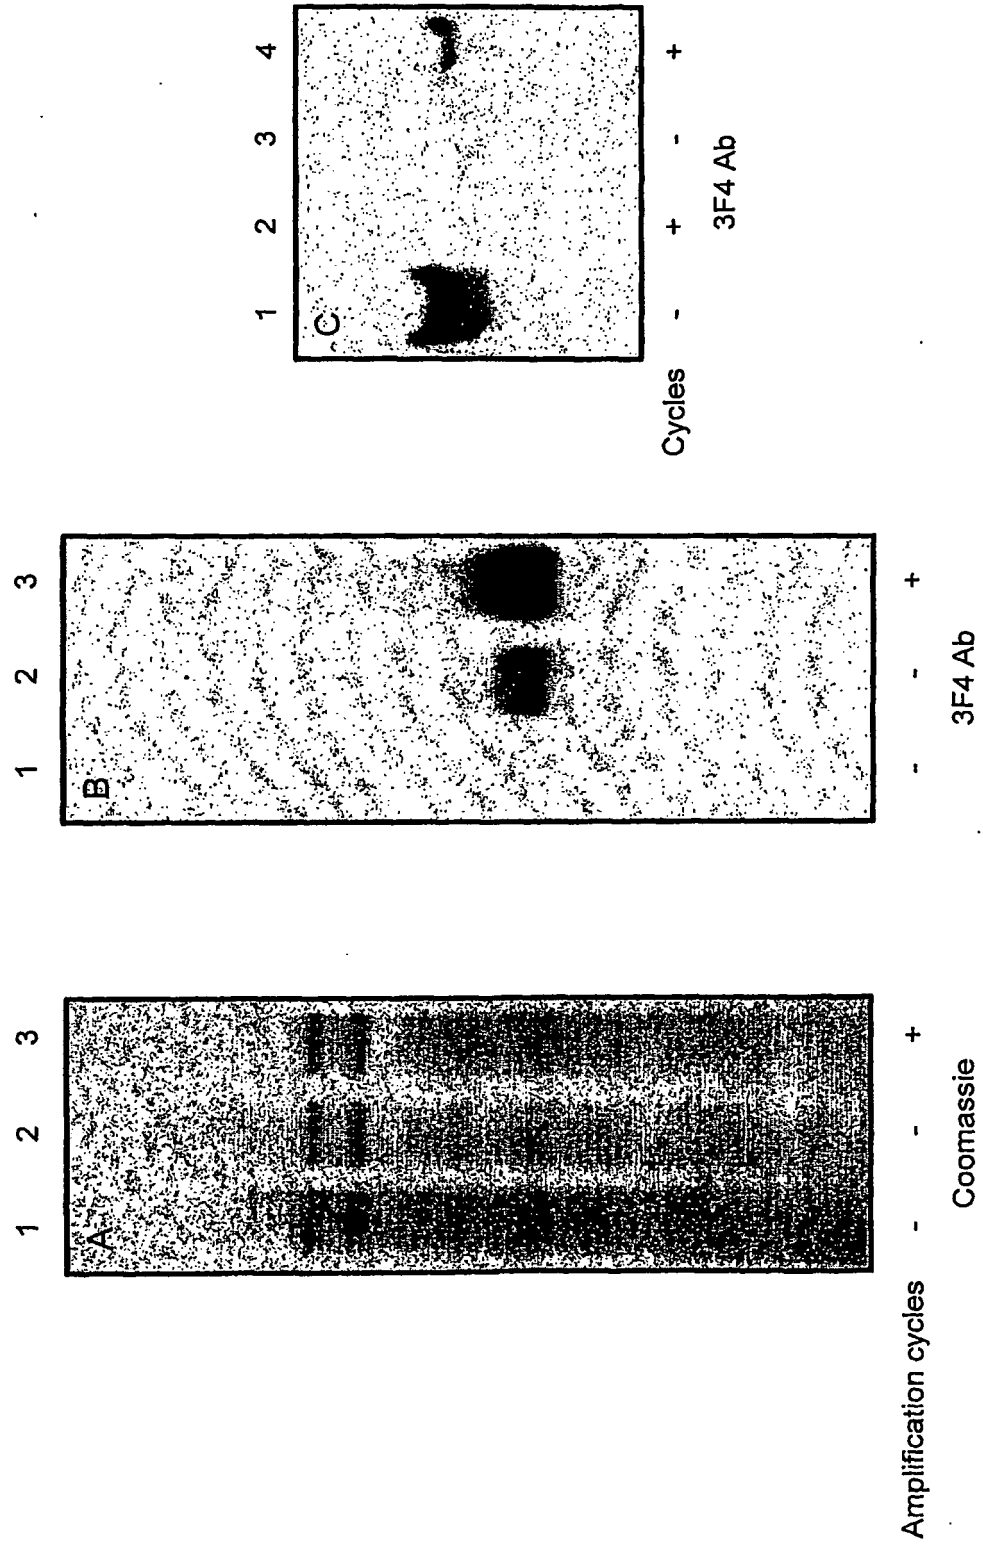 A
1 2 3
Amplification cycles - - +
Coomassie
B
1 2 3
- - +
3F4 Ab
C
1 2 3 4
Cycles - + - +
3F4 Ab